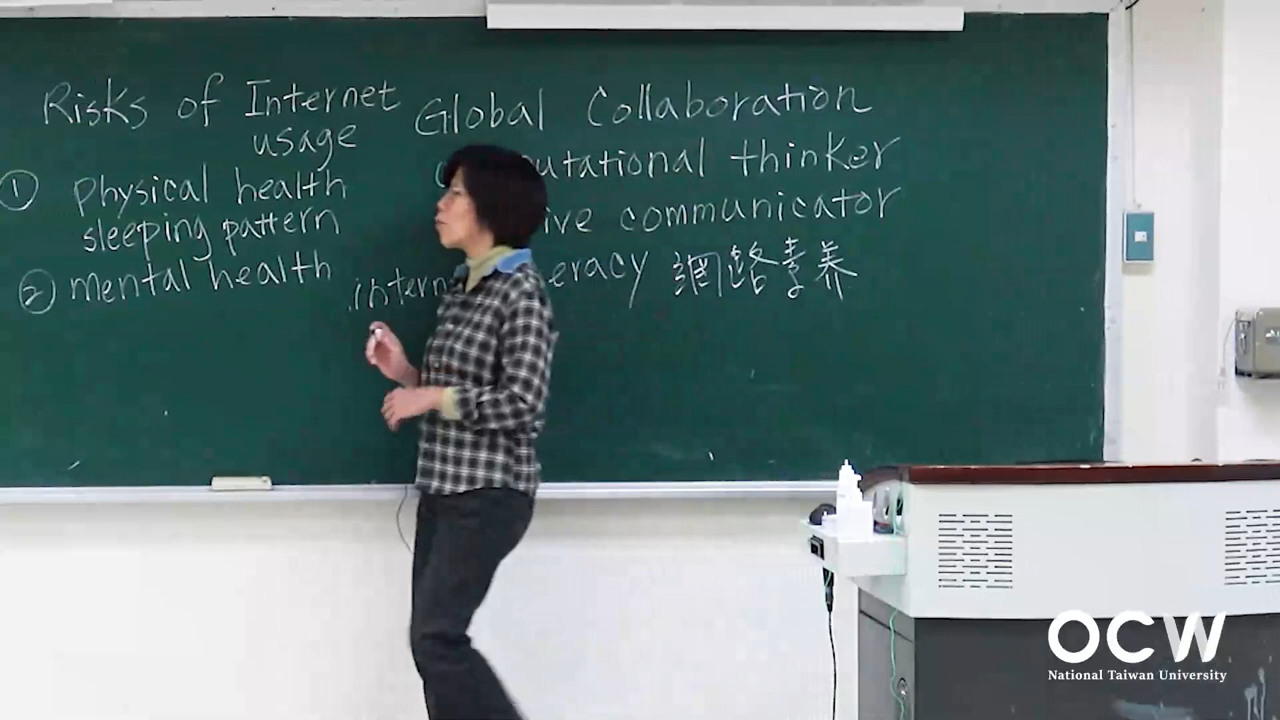 Risks of Internet
usage
① physical health
sleeping pattern
② mental health
Global Collaboration
utational thinker
ive communicator
intern eracy 網路素養
OCW
National Taiwan University